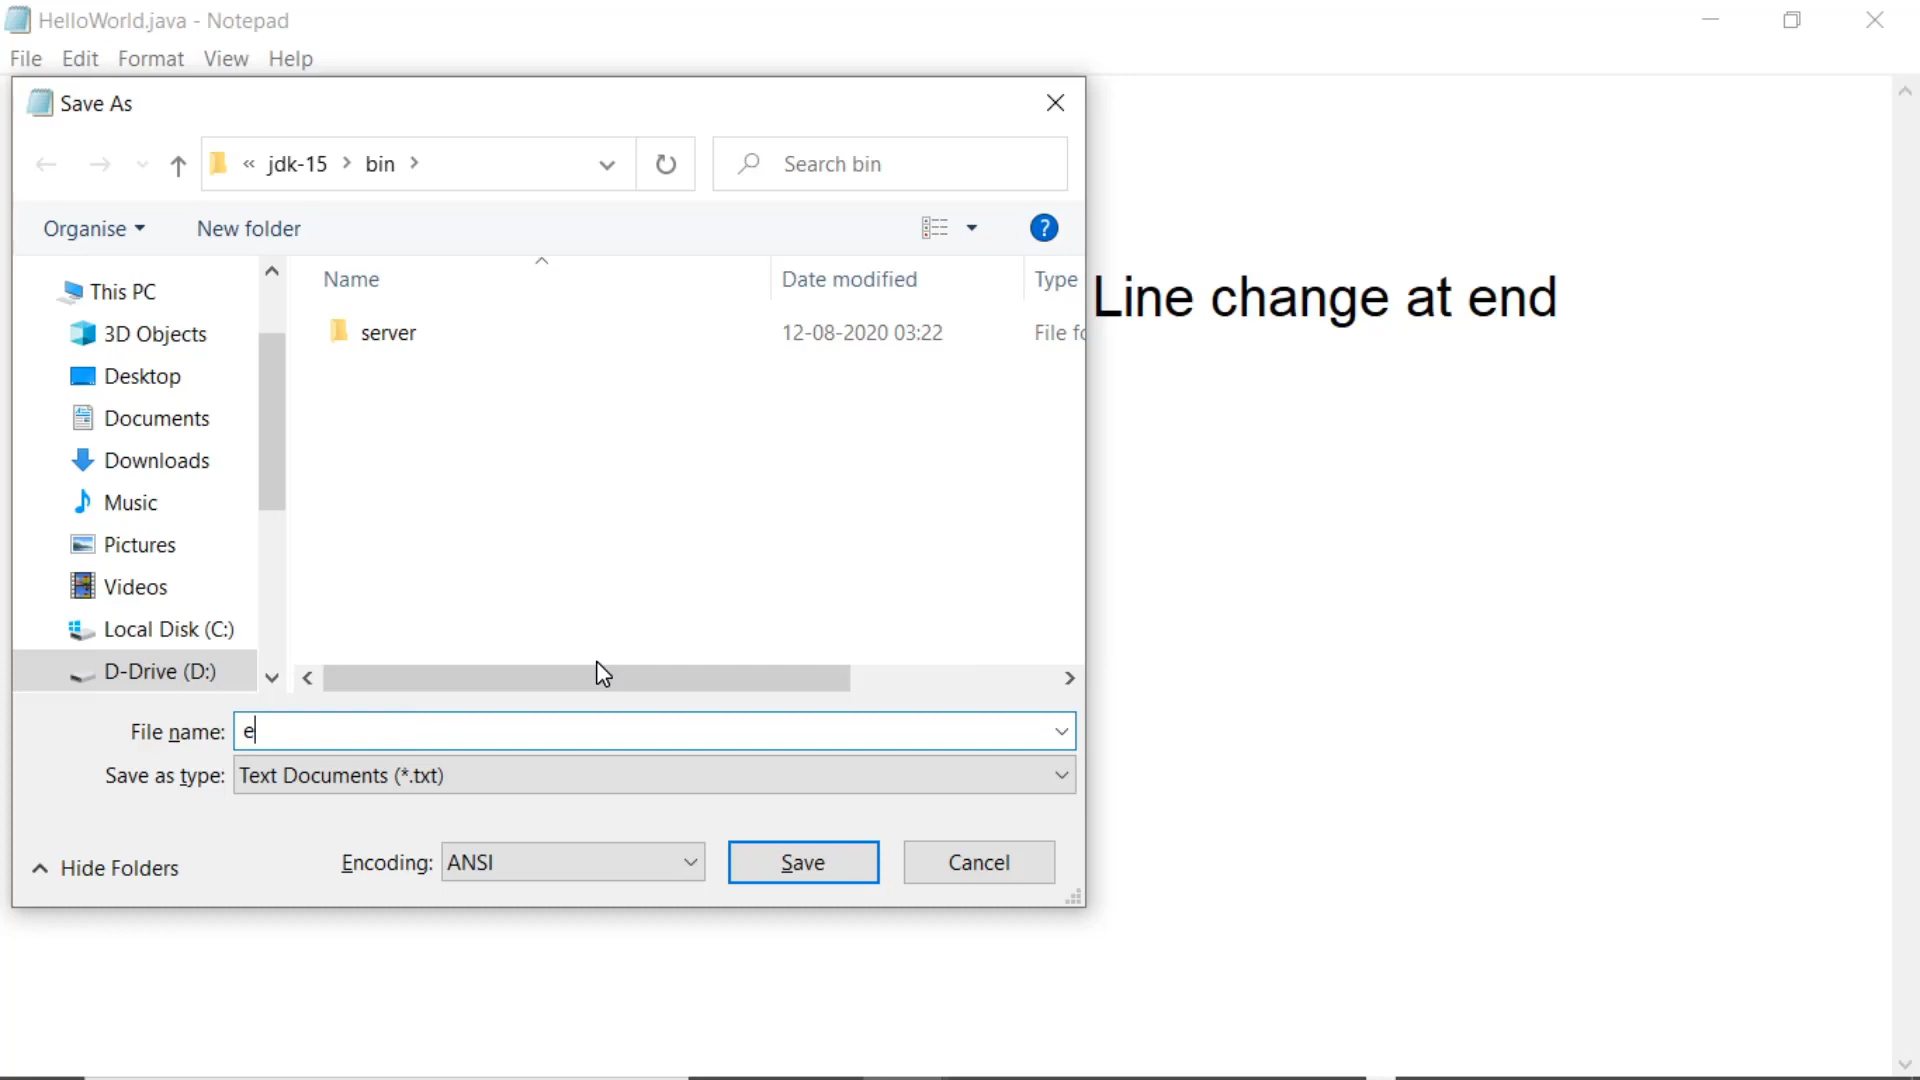 HelloWorld.java - Notepad
File Edit Format View Help
Save As
« jdk-15 > bin >
Search bin
Organise
New folder
?
Name
Date modified
Type
This PC
3D Objects
Desktop
Documents
Downloads
Music
Pictures
Videos
Local Disk (C:)
D-Drive (D:)
server
12-08-2020 03:22
File fo
Line change at end
File name: e
Save as type: Text Documents (*.txt)
Hide Folders
Encoding: ANSI
Save
Cancel